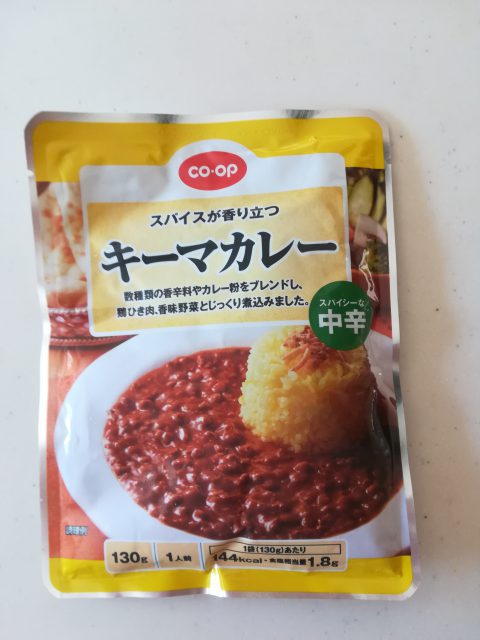 CO·OP
スパイスが香り立つ
キーマカレー
数種類の香辛料やカレー粉をブレンドし、
鶏ひき肉、香味野菜とじっくり煮込みました。
スパイシーな
中辛
調理例
130g 1人前
1袋(130g)あたり
144kcal・食塩相当量1.8g